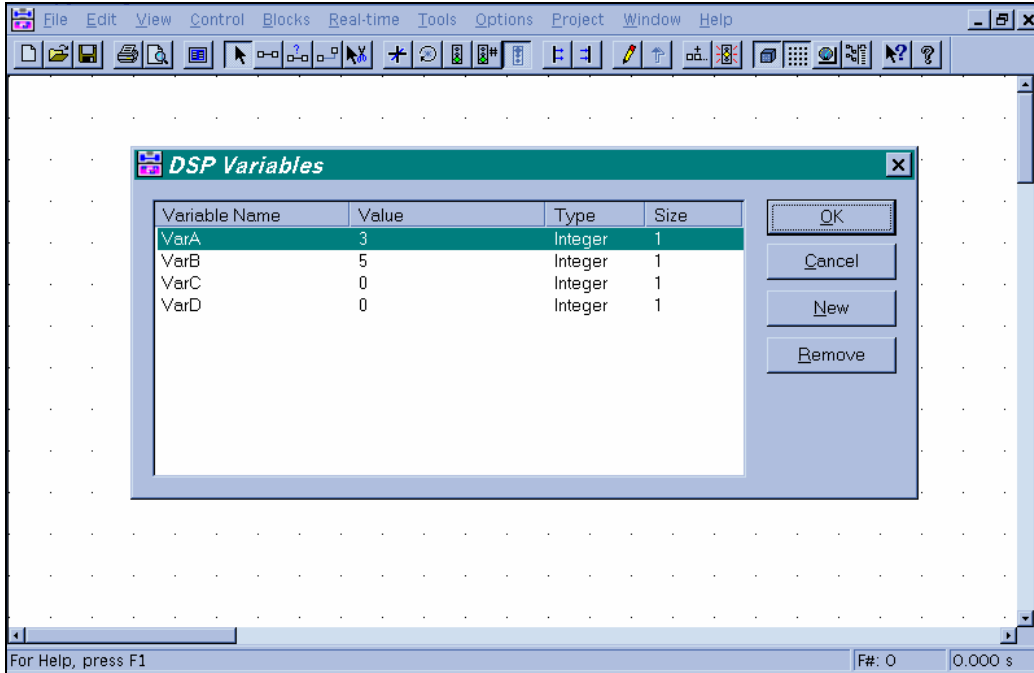 File Edit View Control Blocks Real-time Tools Options Project Window Help
DSP Variables
Variable Name Value Type Size
VarA 3 Integer 1
VarB 5 Integer 1
VarC 0 Integer 1
VarD 0 Integer 1
OK
Cancel
New
Remove
For Help, press F1 F#: 0 0.000 s